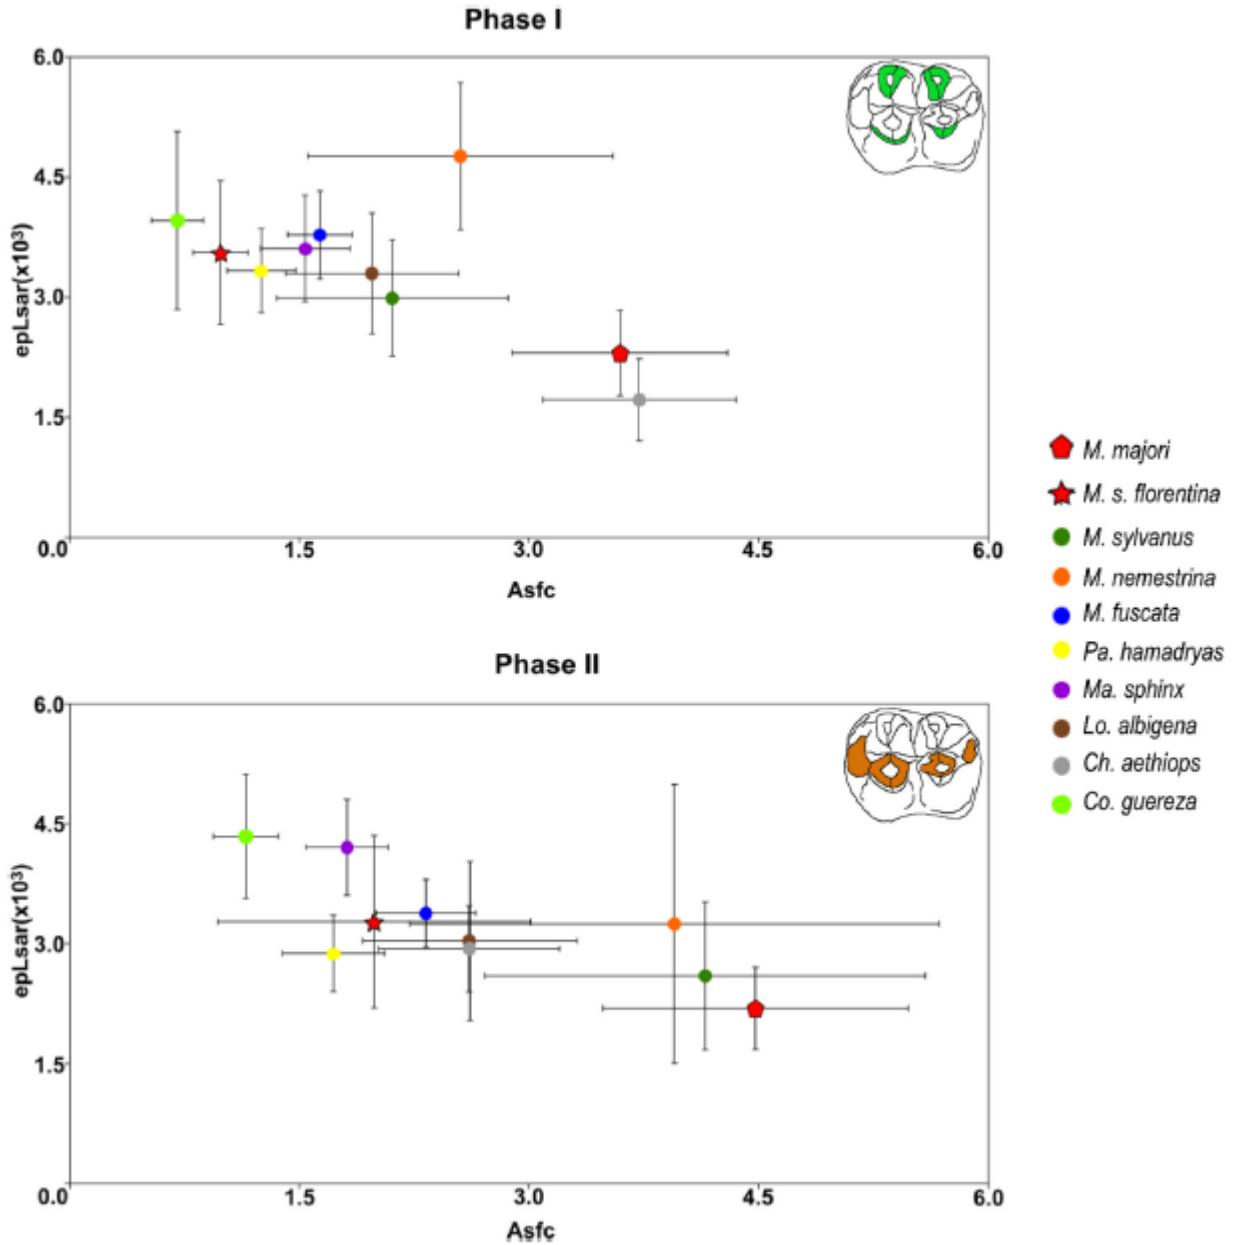 Phase I
6.0
4.5
3.0
1.5
0.0
epLsar(x10³)
1.5
3.0
4.5
6.0
Asfc
M. majori
M. s. florentina
M. sylvanus
M. nemestrina
M. fuscata
Pa. hamadryas
Ma. sphinx
Lo. albigena
Ch. aethiops
Co. guereza
Phase II
6.0
4.5
3.0
1.5
0.0
epLsar(x10³)
1.5
3.0
4.5
6.0
Asfc